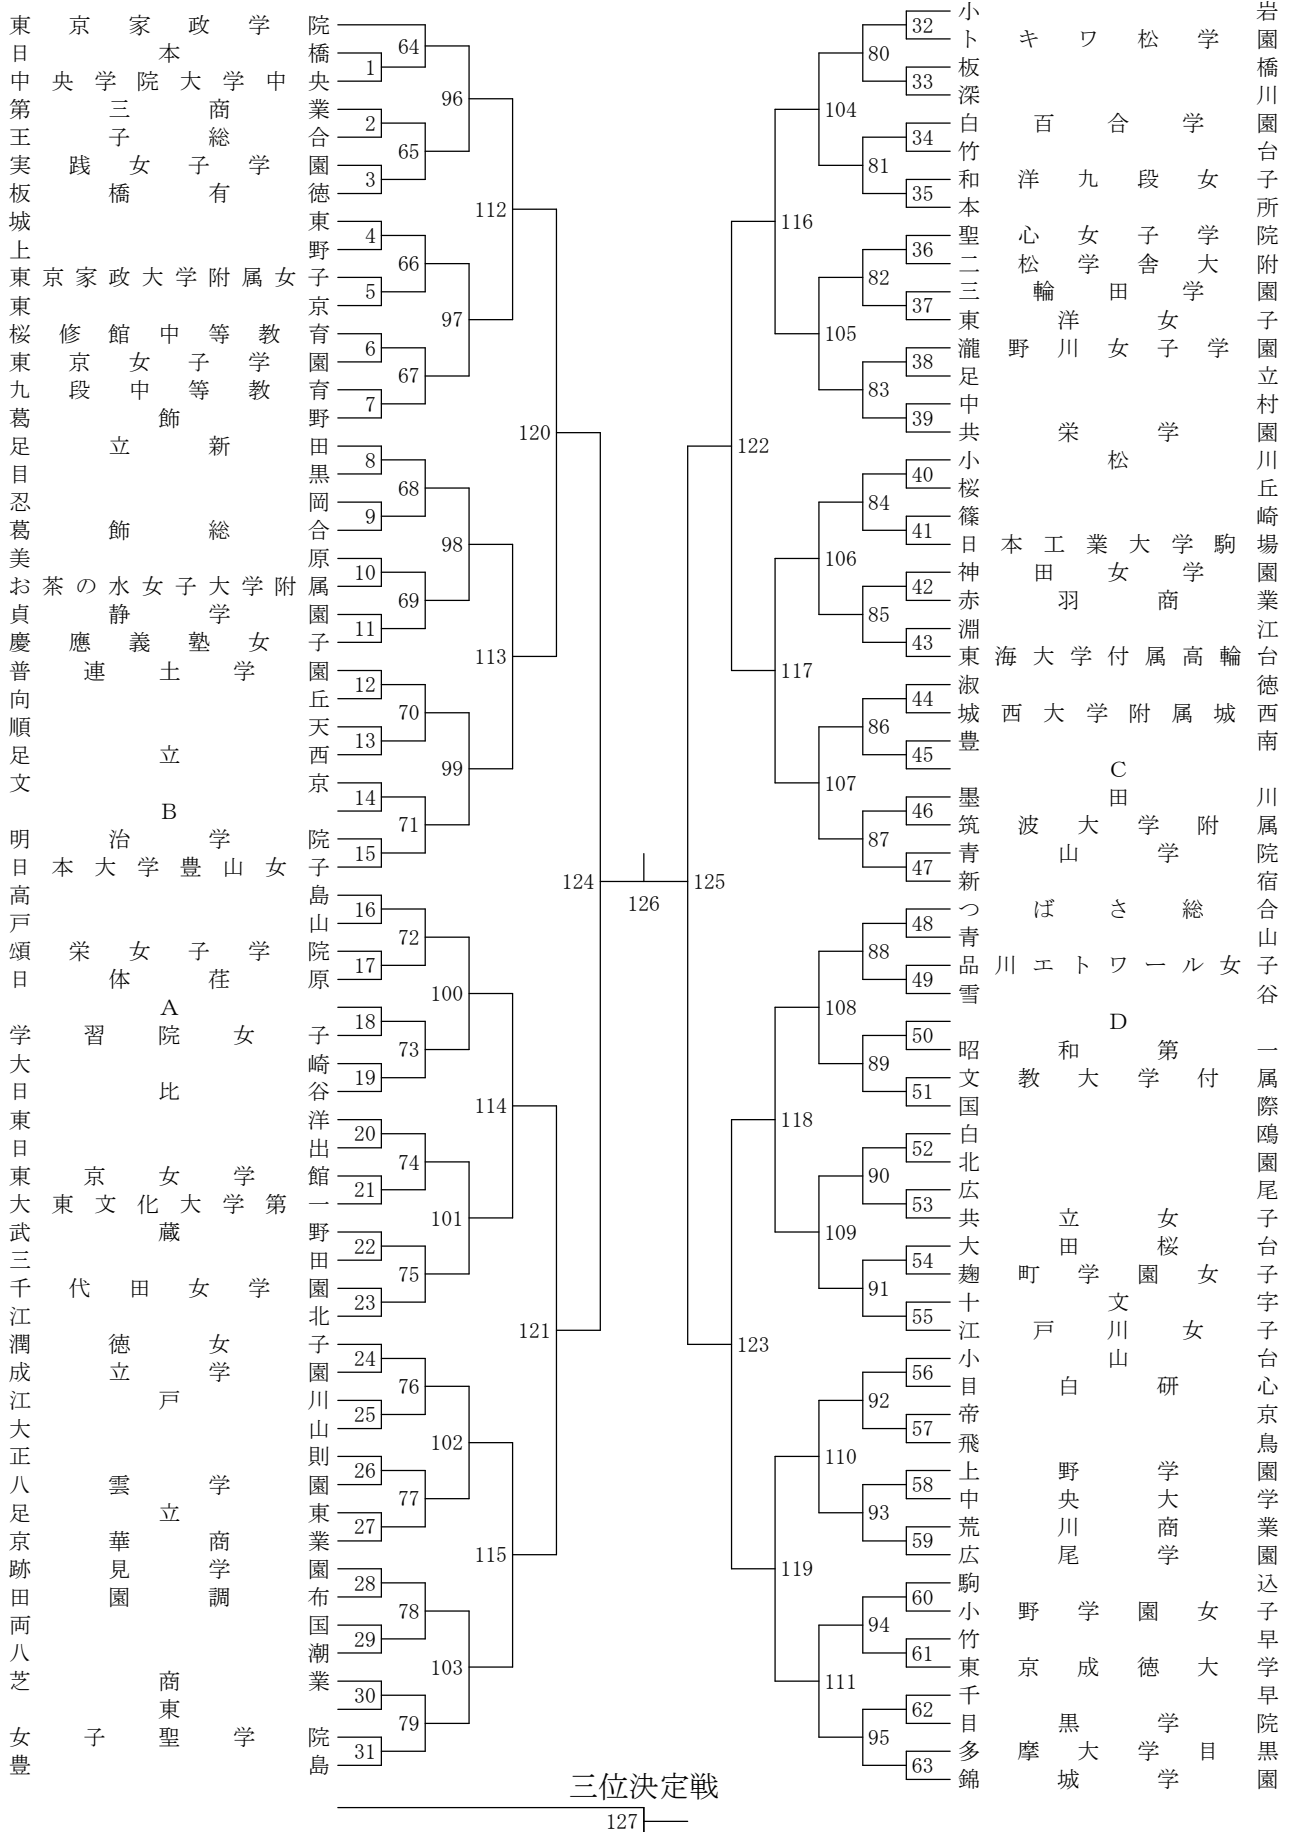 東京家政学院
日本橋
中央学院大学中央
第三商業
王子総合
実践女子学園
板橋有徳
城東
上野
東京家政大学附属女子
東京
桜修館中等教育
東京女子学園
九段中等教育
葛飾野
足立新田
目黒
忍岡
葛飾総合
美原
お茶の水女子大学附属
貞静学園
慶應義塾女子
普連土学園
向丘
順天
足立西
文京
B
明治学院
日本大学豊山女子
高島
戸山
頌栄女子学院
日体荏原
A
学習院女子
大崎
日比谷
東洋
日出
東京女学館
大東文化大学第一
武蔵野
三田
千代田女学園
江北
潤徳女子
成立学園
江戸川
大山
正則
八雲学園
足立東
京華商業
跡見学園
田園調布
両国
八潮
芝商業
東
女子聖学院
豊島
1
2
3
4
5
6
7
8
9
10
11
12
13
14
15
16
17
18
19
20
21
22
23
24
25
26
27
28
29
30
31
64
65
66
67
68
69
70
71
72
73
74
75
76
77
78
79
96
97
98
99
100
101
102
103
112
113
114
115
120
121
124
126
125
122
123
116
117
118
119
104
105
106
107
108
109
110
111
80
81
82
83
84
85
86
87
88
89
90
91
92
93
94
95
32
33
34
35
36
37
38
39
40
41
42
43
44
45
46
47
48
49
50
51
52
53
54
55
56
57
58
59
60
61
62
63
小岩
トキワ松学園
板橋
深川
白百合学園
竹台
和洋九段女子
本所
聖心女子学院
二松学舎大附
三輪田学園
東洋女子
瀧野川女子学園
足立
中村
共栄学園
小松川
桜丘
篠崎
日本工業大学駒場
神田女学園
赤羽商業
淵江
東海大学付属高輪台
淑徳
城西大学附属城西
豊南
C
墨田川
筑波大学附属
青山学院
新宿
つばさ総合
青山
品川エトワール女子
雪谷
D
昭和第一
文教大学付属
国際
白鴎
北園
広尾
共立女子
大田桜台
麹町学園女子
十文字
江戸川女子
小山台
目白研心
帝京
飛鳥
上野学園
中央大学
荒川商業
広尾学園
駒込
小野学園女子
竹早
東京成徳大学
千早
目黒学院
多摩大学目黒
錦城学園
三位決定戦
127